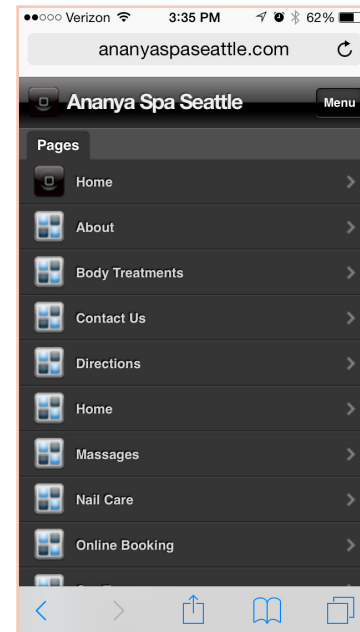 Verizon 3:35 PM 62%
ananyaspaseattle.com
Ananya Spa Seattle Menu
Pages
Home
About
Body Treatments
Contact Us
Directions
Home
Massages
Nail Care
Online Booking